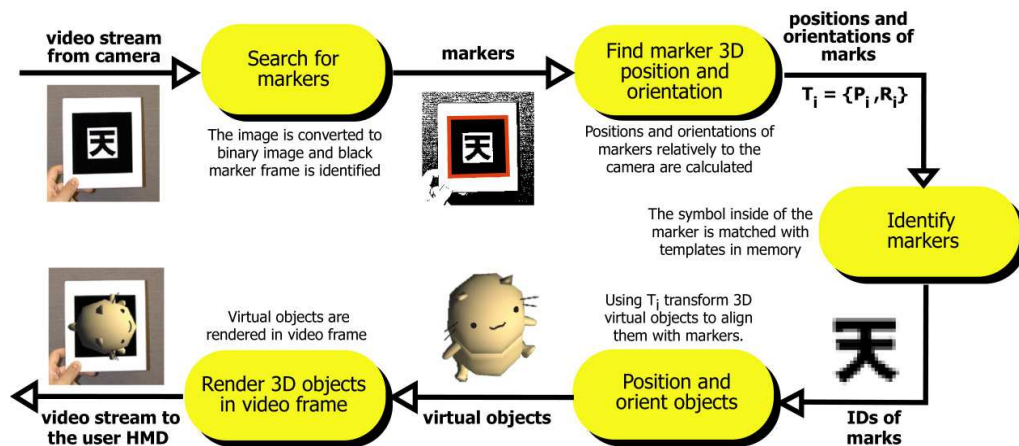 video stream
from camera
天
Search for
markers
The image is converted to
binary image and black
marker frame is identified
markers
天
Find marker 3D
position and
orientation
Positions and orientations of
markers relatively to the
camera are calculated
positions and
orientations of
marks
Ti = {Pi ,Ri}
Identify
markers
The symbol inside of the
marker is matched with
templates in memory
天
IDs of
marks
Position and
orient objects
Using Ti transform 3D
virtual objects to align
them with markers.
virtual objects
Render 3D objects
in video frame
Virtual objects are
rendered in video frame
video stream to
the user HMD